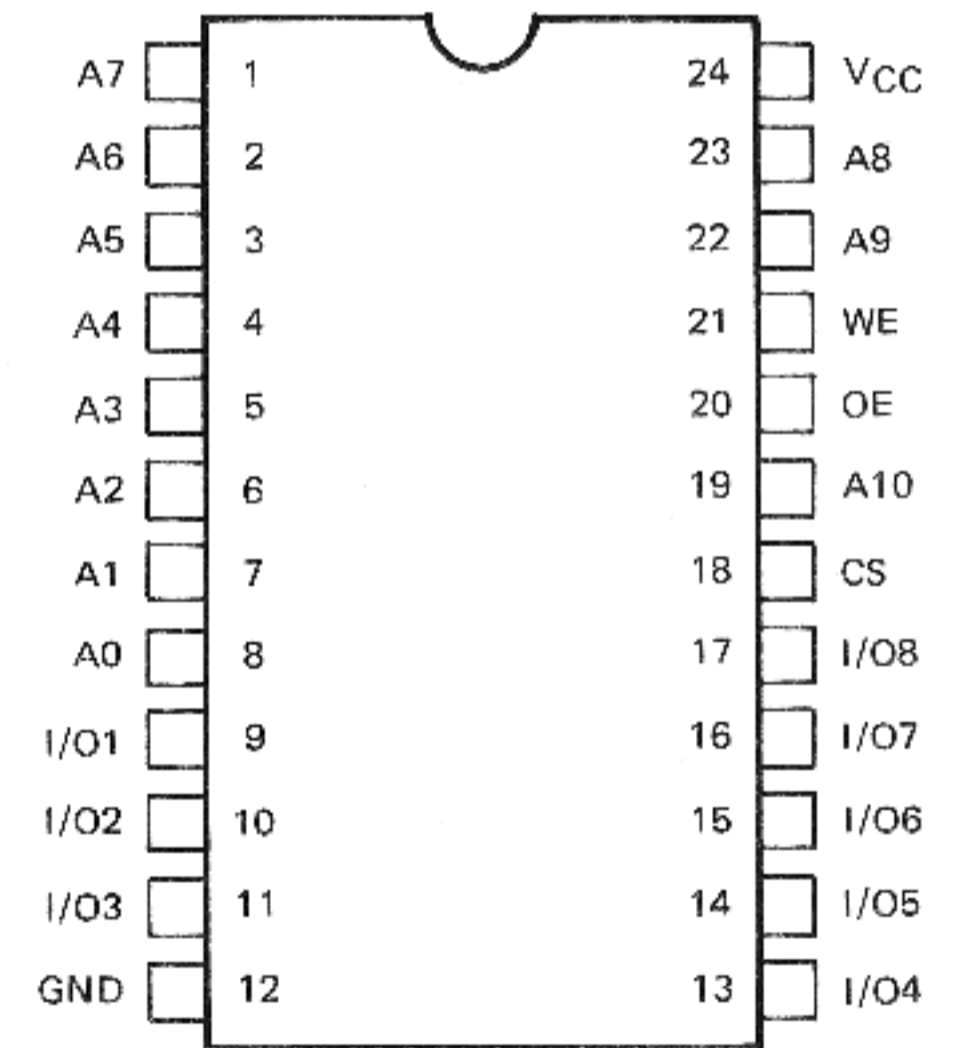 A7 1 24 VCC
A6 2 23 A8
A5 3 22 A9
A4 4 21 WE
A3 5 20 OE
A2 6 19 A10
A1 7 18 CS
A0 8 17 I/O8
I/O1 9 16 I/O7
I/O2 10 15 I/O6
I/O3 11 14 I/O5
GND 12 13 I/O4